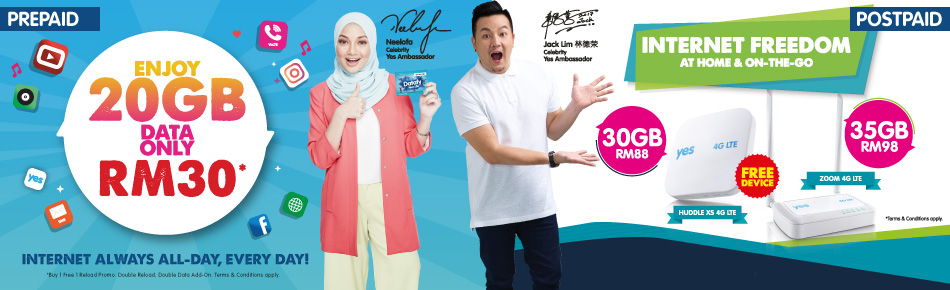 PREPAID
ENJOY
20GB
DATA
ONLY
RM30*
yes
INTERNET ALWAYS ALL-DAY, EVERY DAY!
*Buy 1 Free 1 Reload Promo. Double Reload, Double Data Add-On. Terms & Conditions apply.
Neelofa
Celebrity
Yes Ambassador
Jack Lim 林德荣
Celebrity
Yes Ambassador
POSTPAID
INTERNET FREEDOM
AT HOME & ON-THE-GO
30GB
RM88
yes
4G LTE
FREE
DEVICE
HUDDLE XS 4G LTE
35GB
RM98
ZOOM 4G LTE
yes
*Terms & Conditions apply.